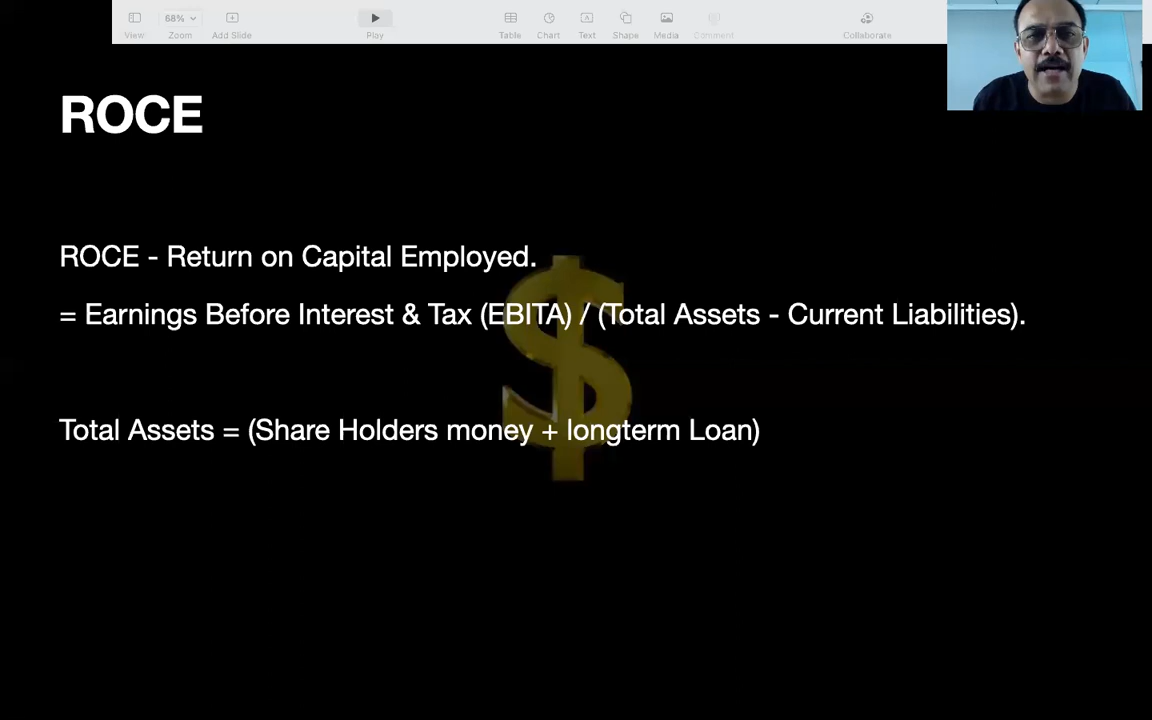 View
68%
Zoom
Add Slide
Play
Table
Chart
Text
Shape
Media
Comment
Collaborate
ROCE
ROCE - Return on Capital Employed.
= Earnings Before Interest & Tax (EBITA) / (Total Assets - Current Liabilities).
Total Assets = (Share Holders money + longterm Loan)